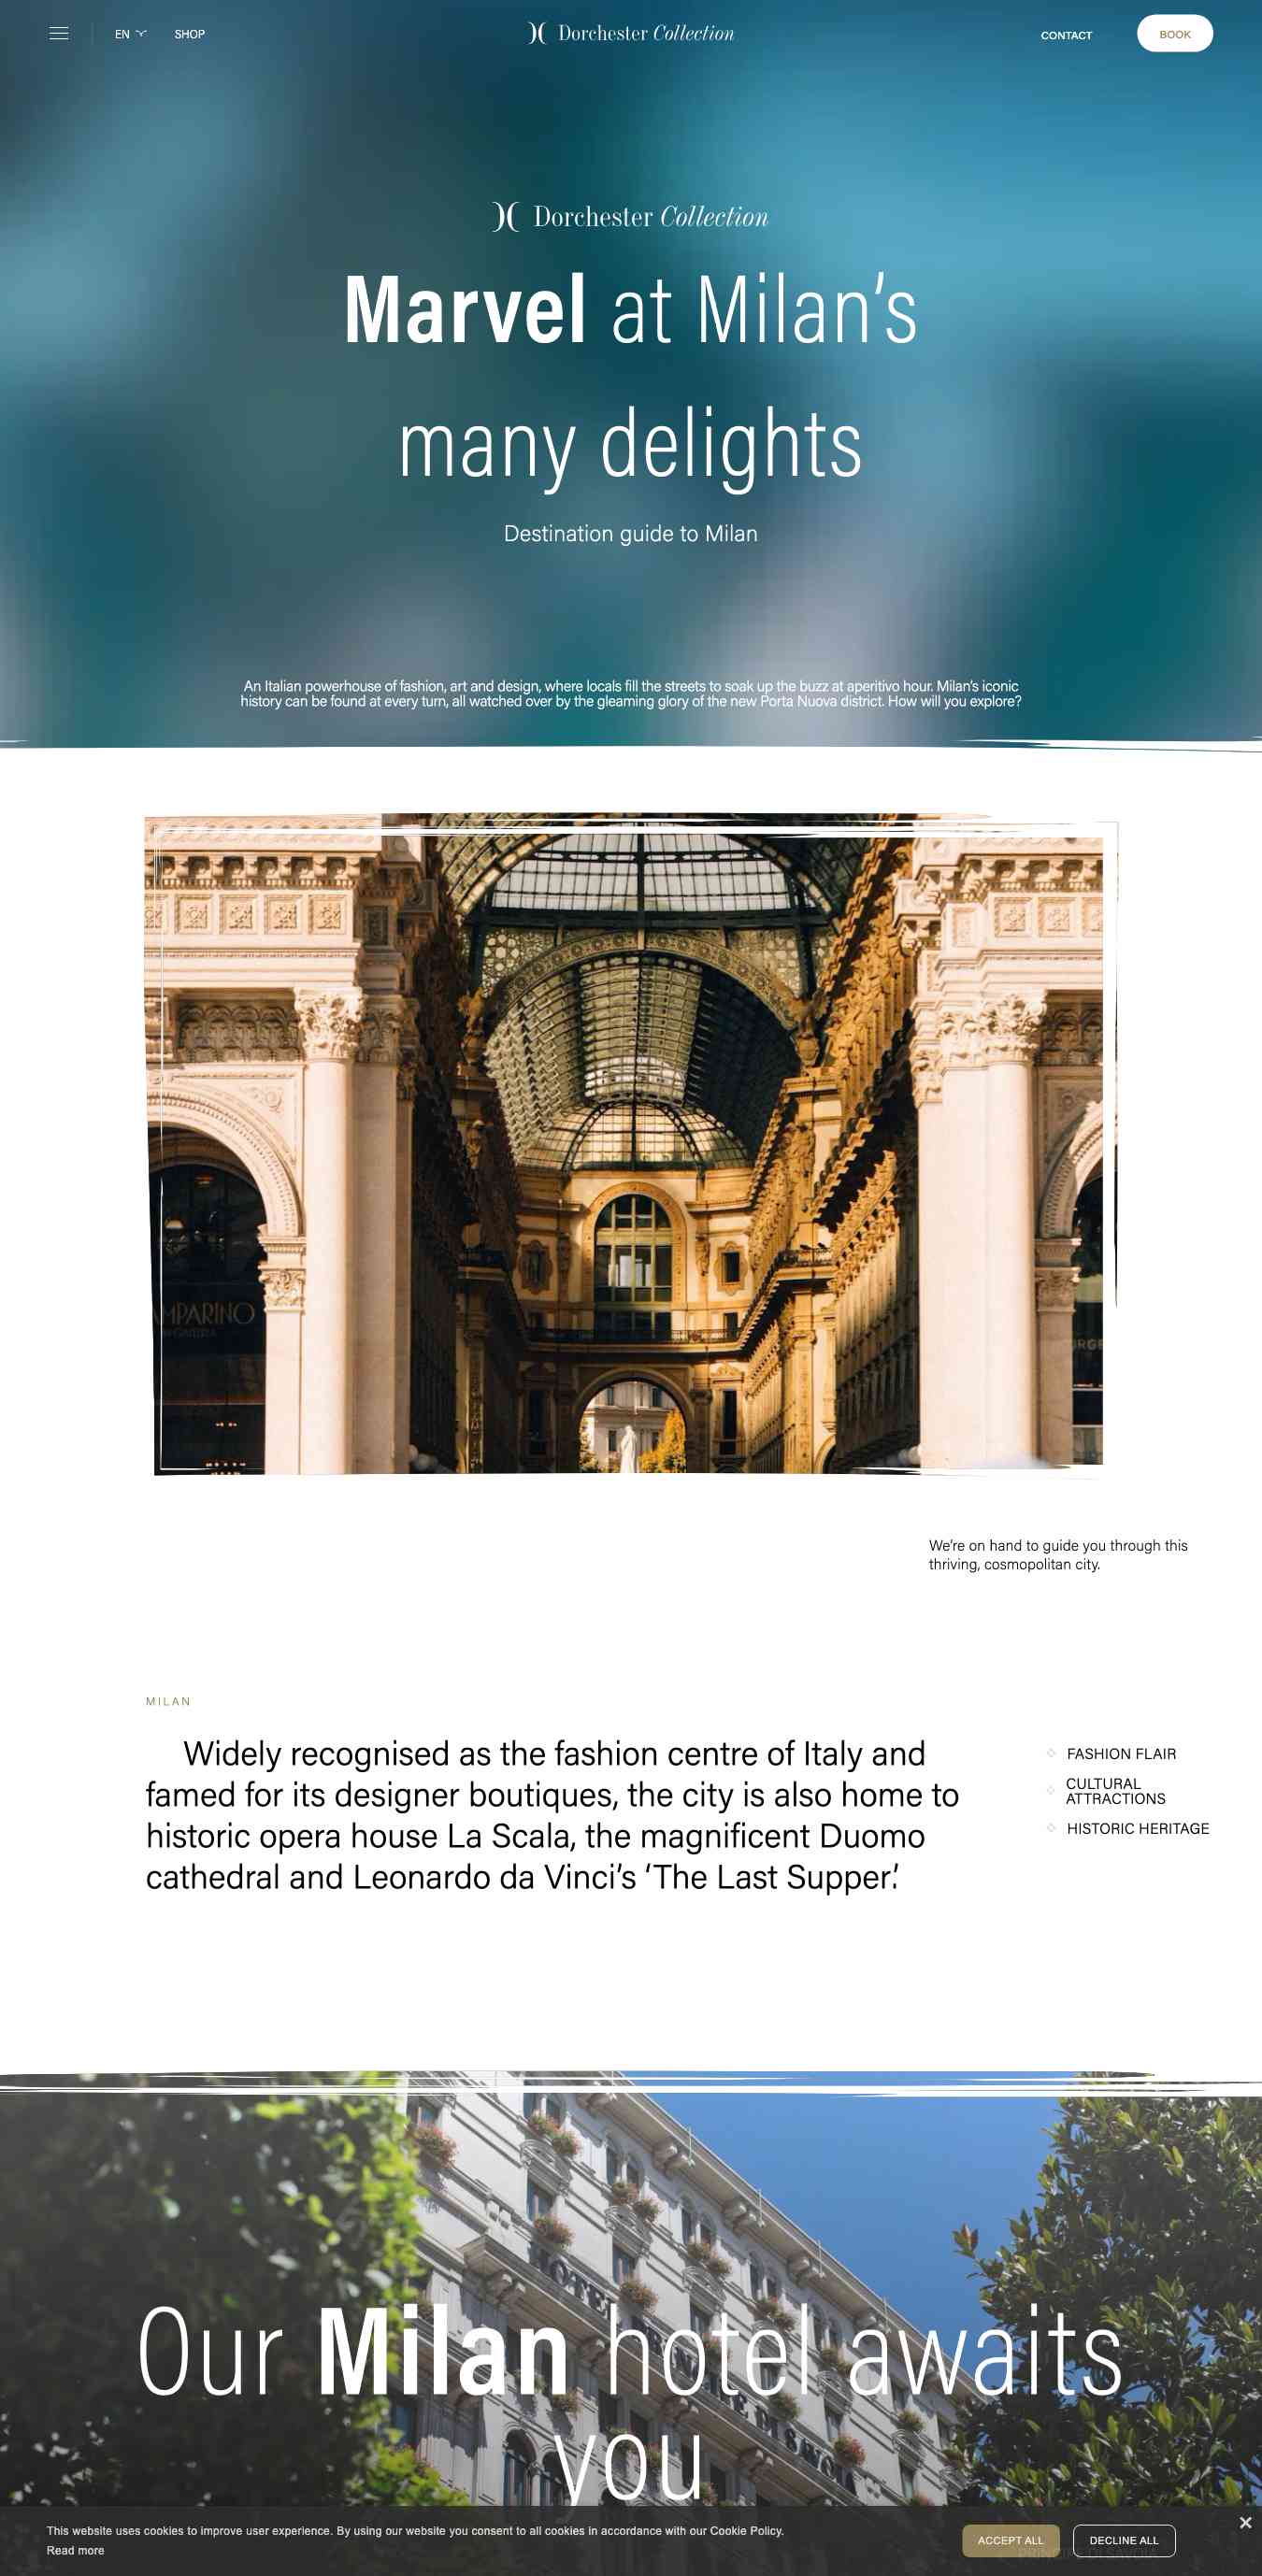 EN
SHOP
Dorchester Collection
CONTACT
BOOK
Dorchester Collection
Marvel at Milan’s
many delights
Destination guide to Milan
An Italian powerhouse of fashion, art and design, where locals fill the streets to soak up the buzz at aperitivo hour. Milan’s iconic
history can be found at every turn, all watched over by the gleaming glory of the new Porta Nuova district. How will you explore?
We’re on hand to guide you through this
thriving, cosmopolitan city.
MILAN
Widely recognised as the fashion centre of Italy and
famed for its designer boutiques, the city is also home to
historic opera house La Scala, the magnificent Duomo
cathedral and Leonardo da Vinci’s ‘The Last Supper.’
FASHION FLAIR
CULTURAL
ATTRACTIONS
HISTORIC HERITAGE
Our Milan hotel awaits
you
This website uses cookies to improve user experience. By using our website you consent to all cookies in accordance with our Cookie Policy.
Read more
ACCEPT ALL
DECLINE ALL